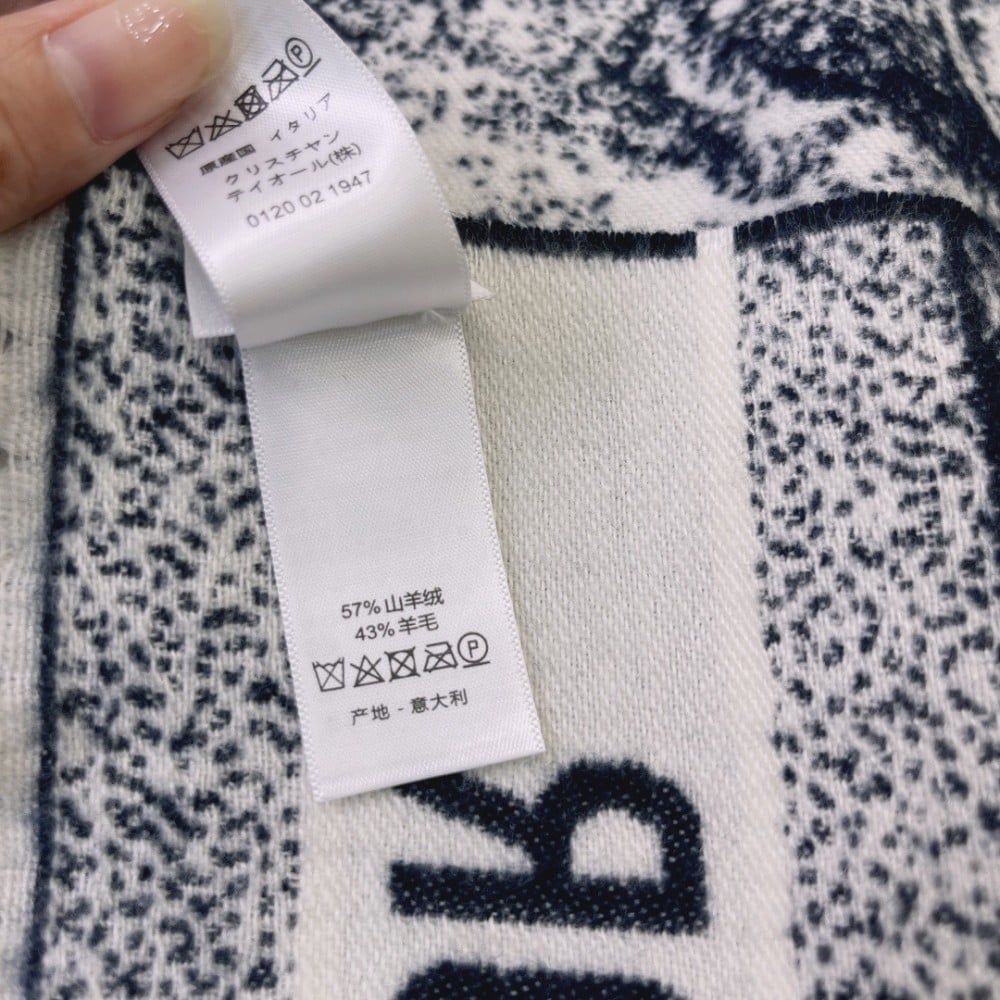 P
原産国 イタリア
クリスチャン
ディオール(株)
0120 02 1947
57% 山羊绒
43% 羊毛
P
产地 - 意大利
R